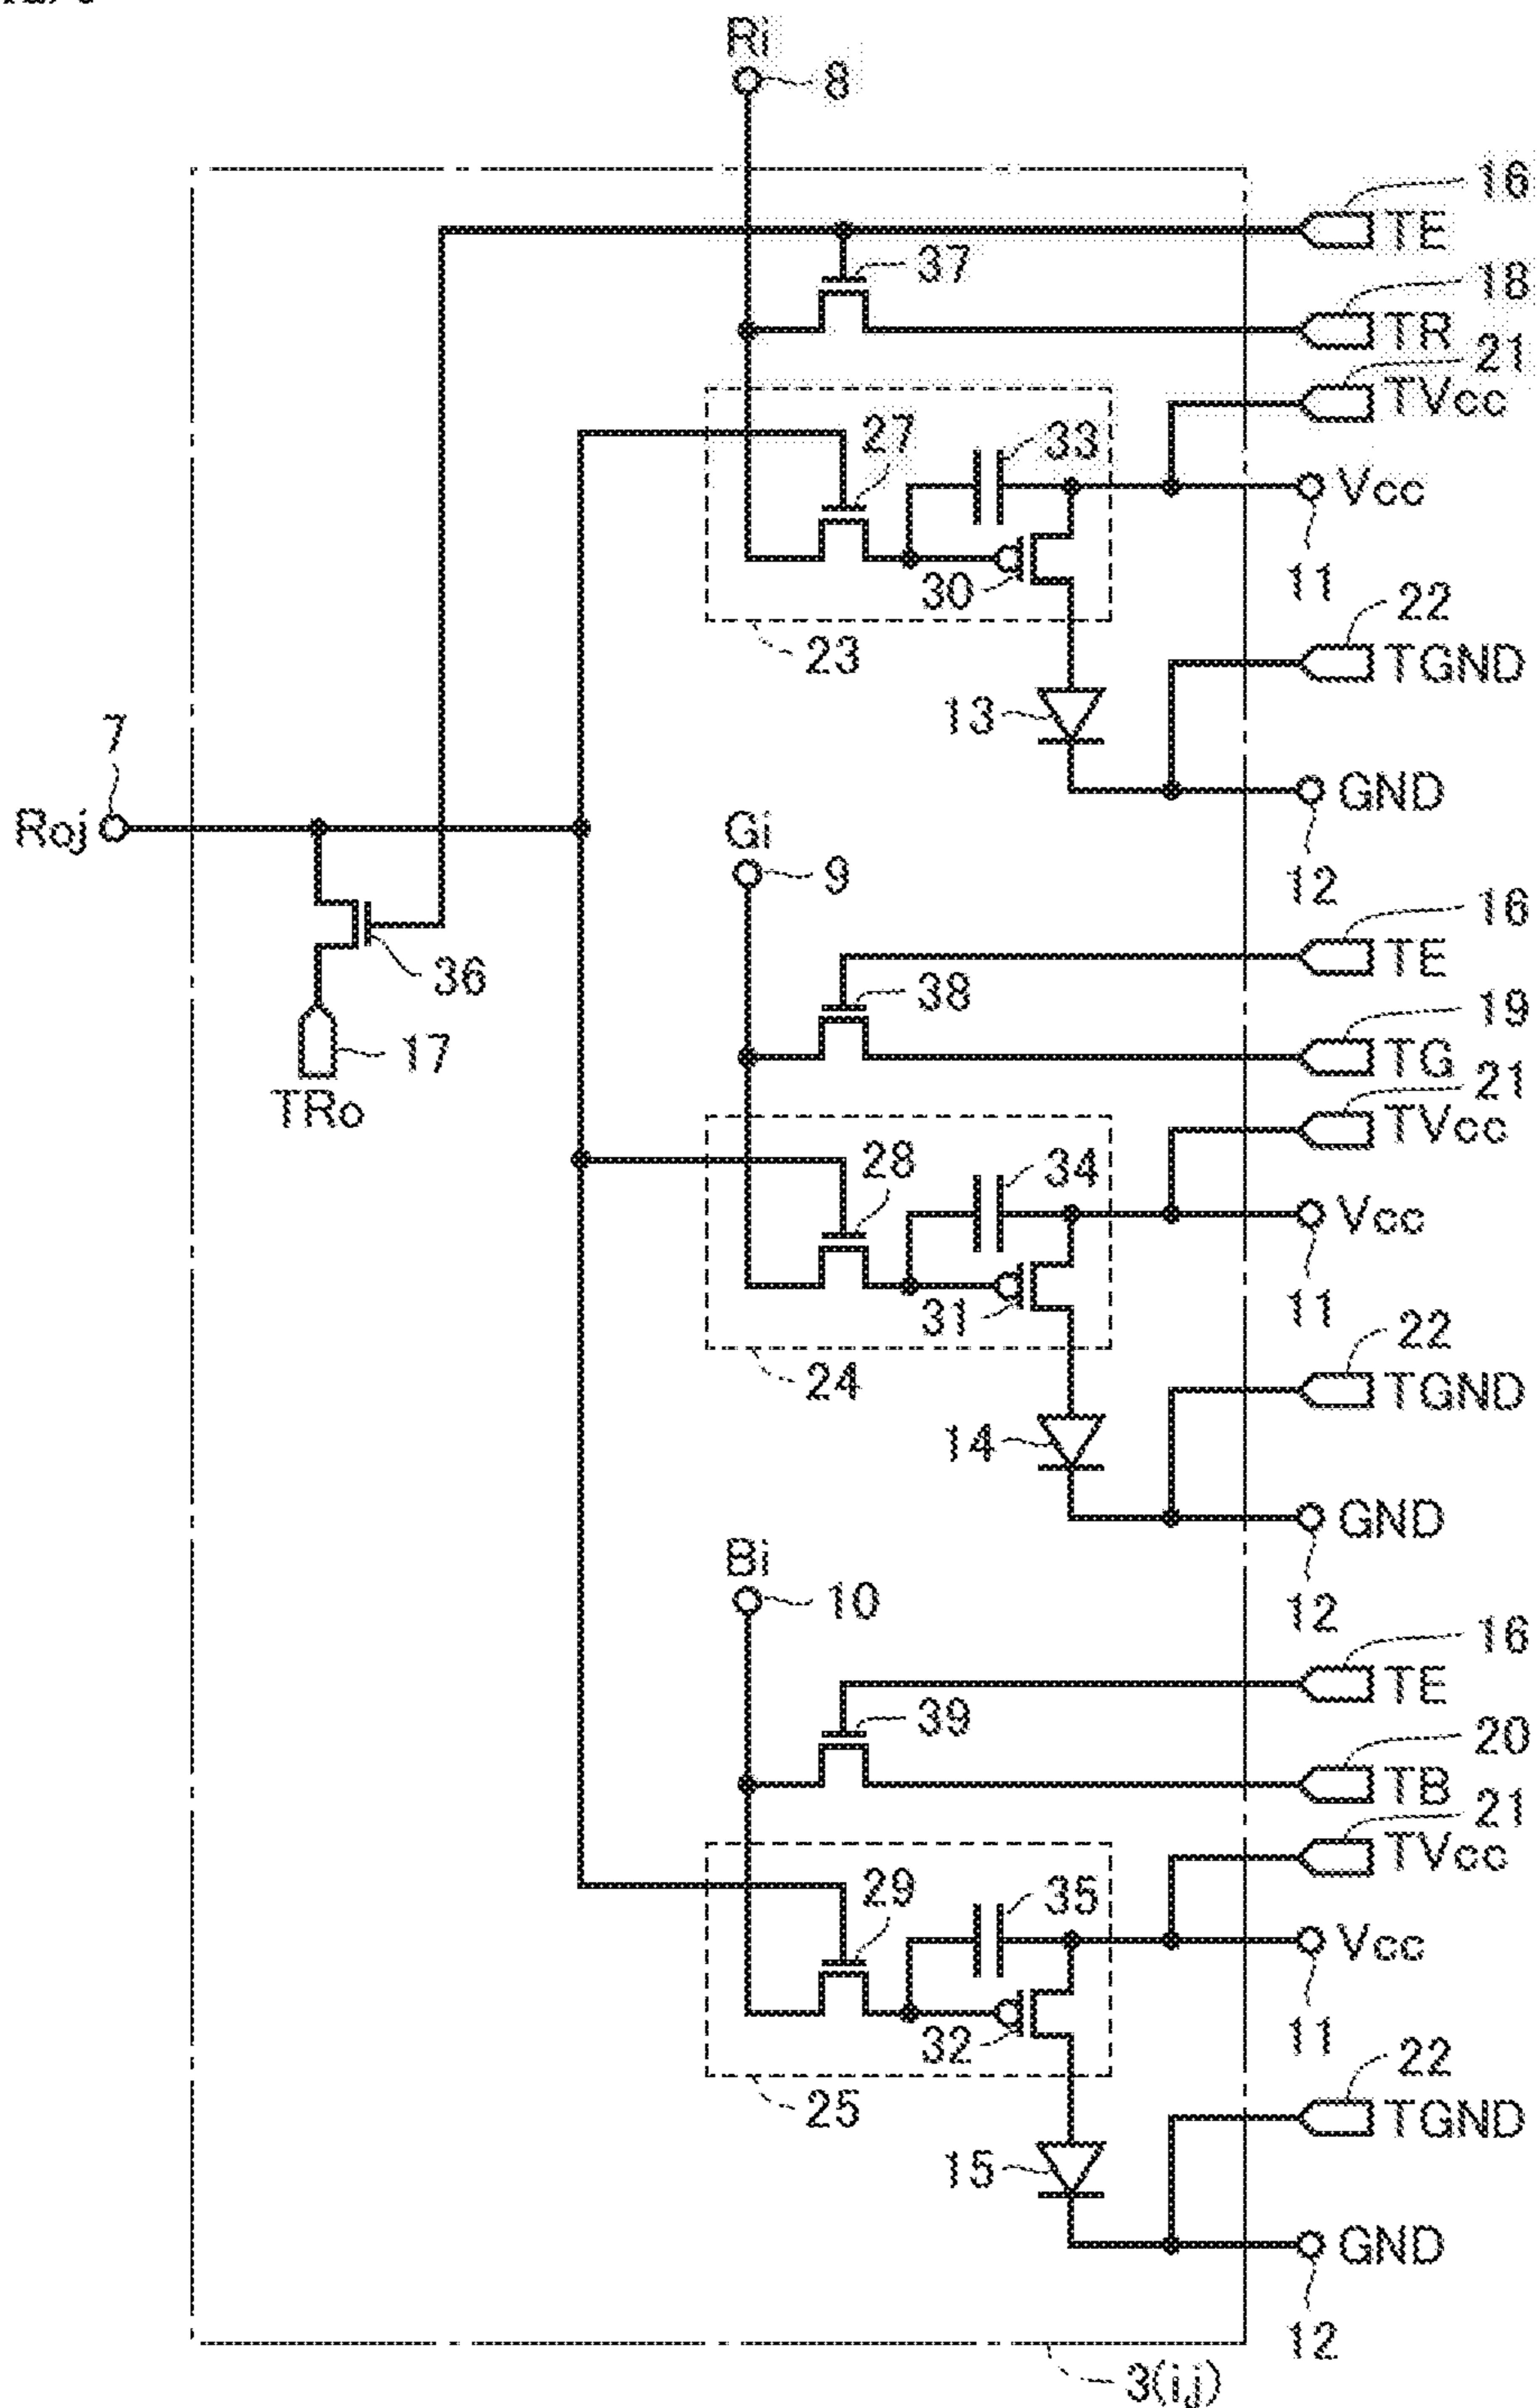 Ri
8
16
TE
37
18
TR
21
TVcc
27
33
Vcc
11
30
22
TGND
23
13
7
Roj
GND
12
Gi
9
16
TE
36
38
19
TG
17
TRo
21
TVcc
28
34
Vcc
11
31
22
TGND
24
14
GND
12
Bi
10
16
TE
39
20
TB
21
TVcc
29
35
Vcc
11
32
22
TGND
25
15
GND
12
3(i,j)